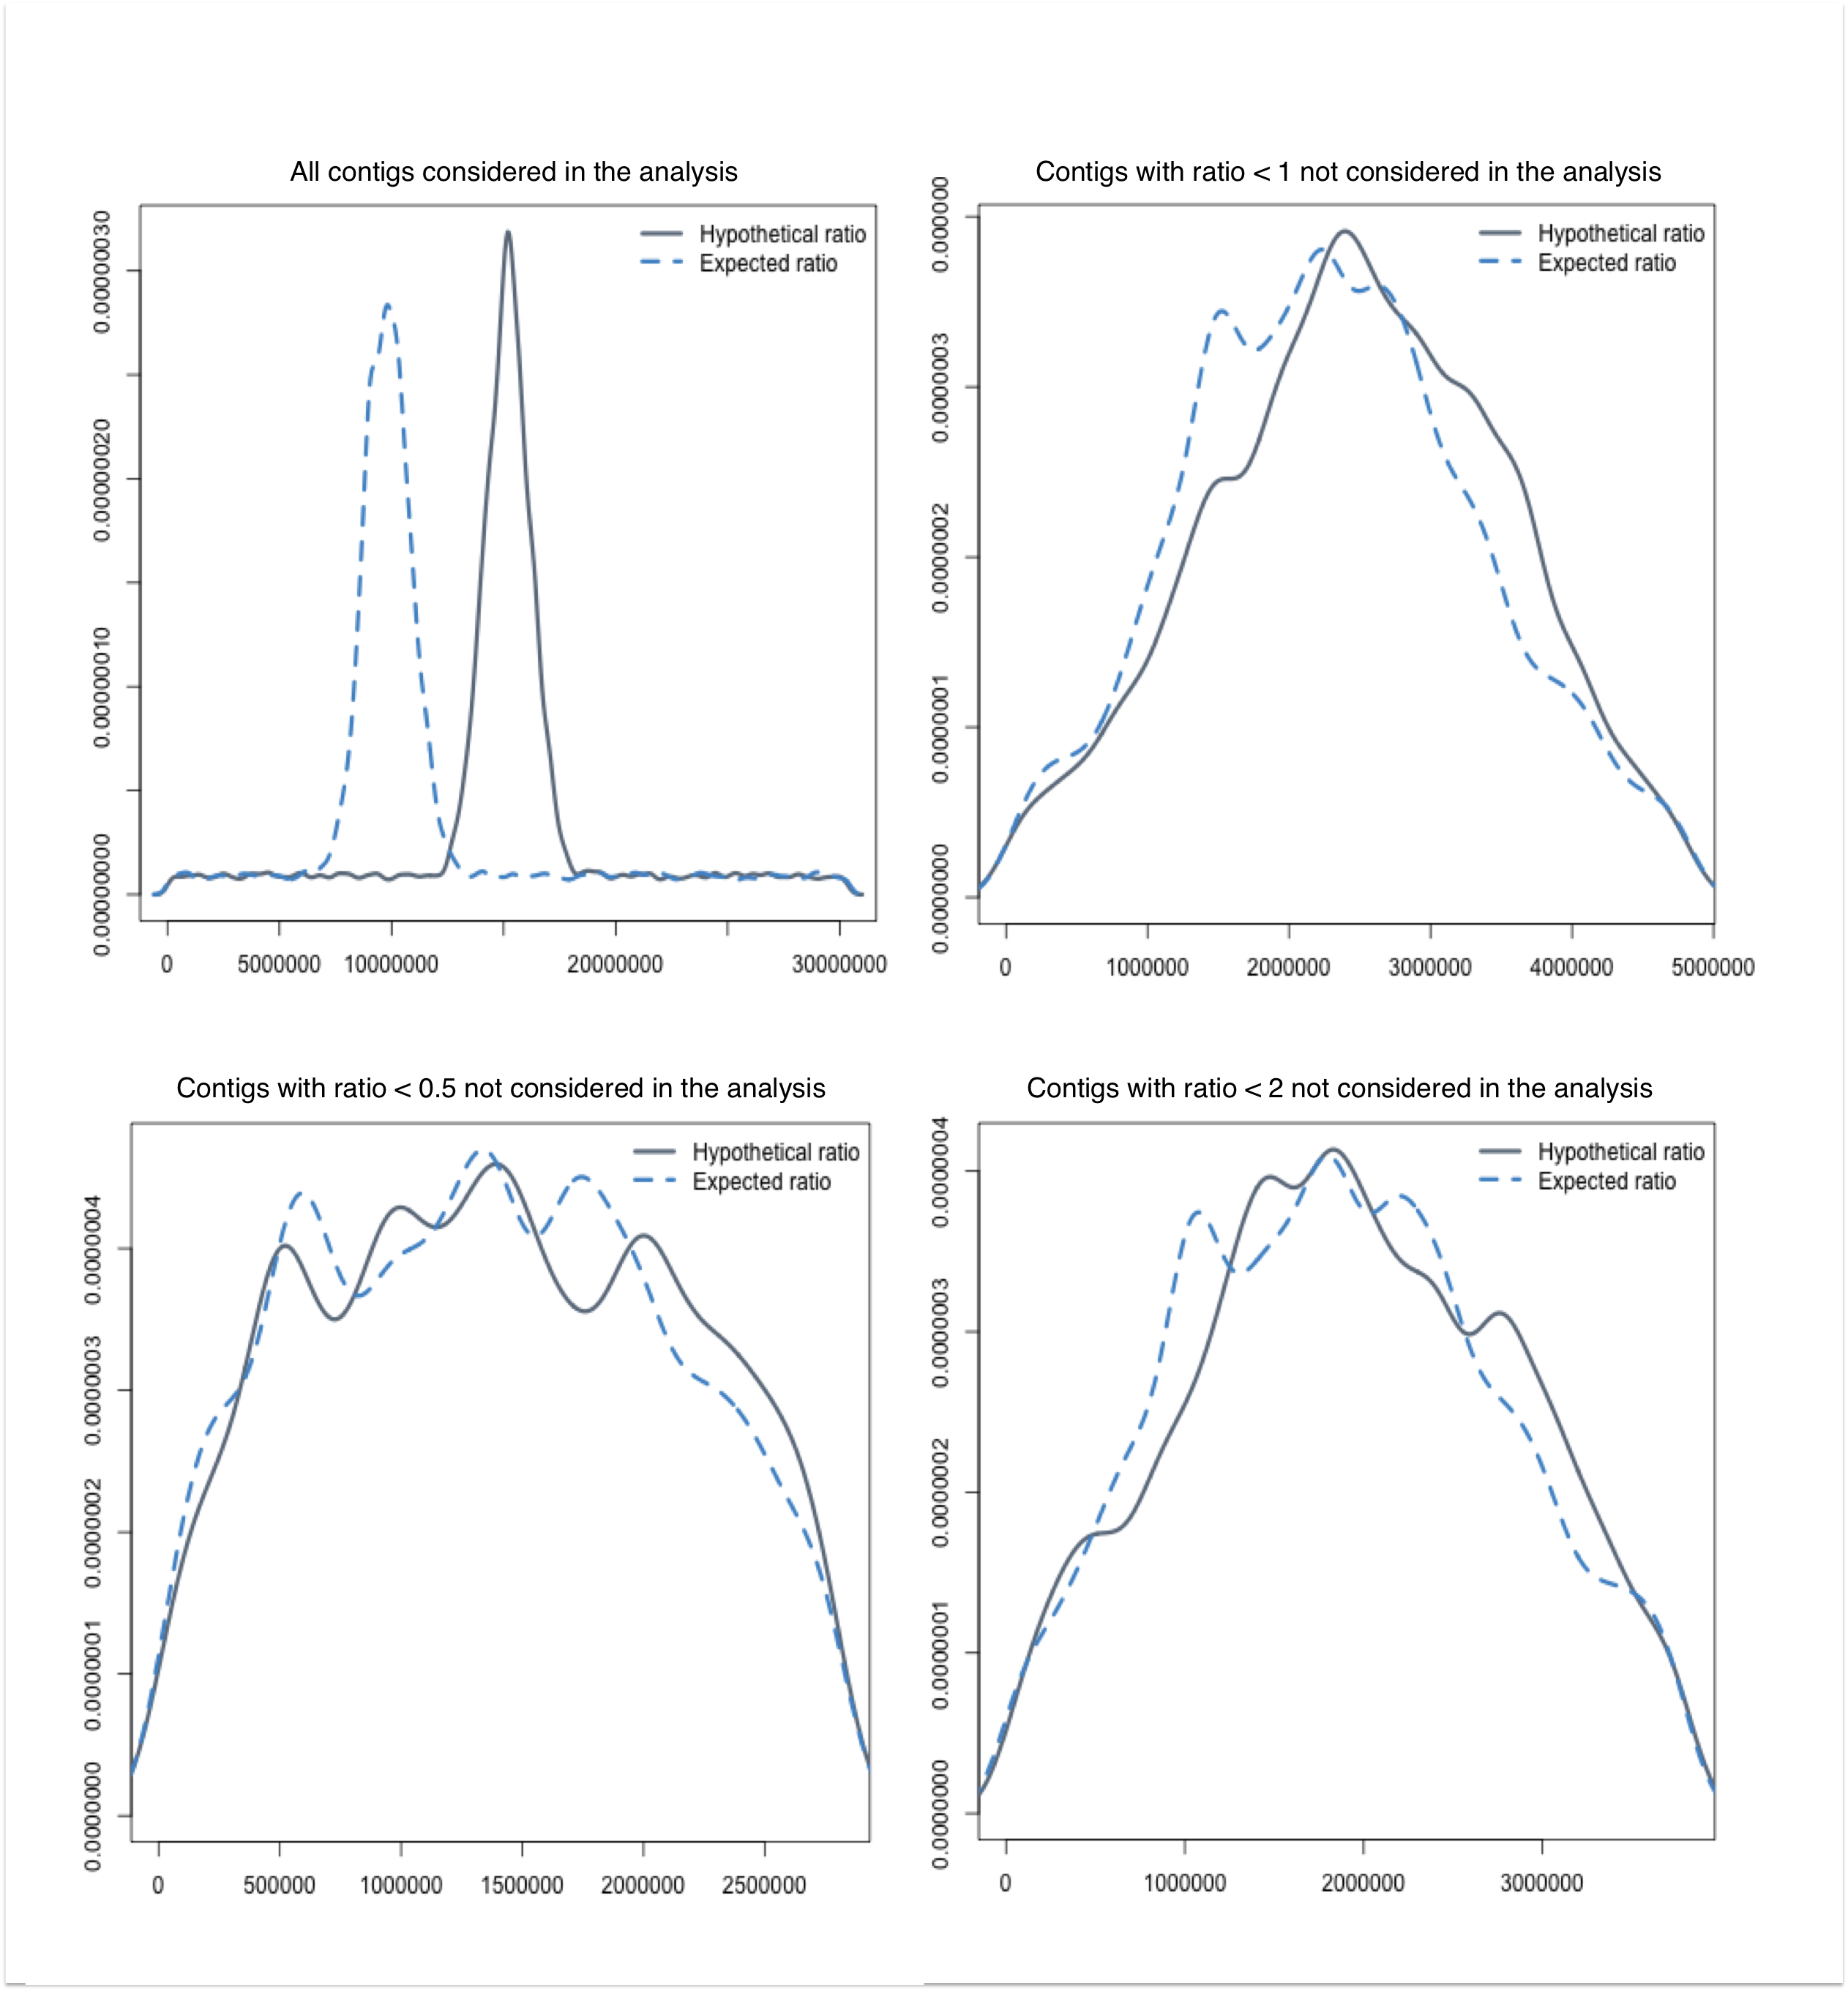 All contigs considered in the analysis
Hypothetical ratio
Expected ratio
0.00000030
0.00000020
0.00000010
0.00000000
0 5000000 10000000 20000000 30000000
Contigs with ratio < 1 not considered in the analysis
Hypothetical ratio
Expected ratio
0.000000
0.0000003
0.0000002
0.0000001
0.0000000
0 1000000 2000000 3000000 4000000 5000000
Contigs with ratio < 0.5 not considered in the analysis
Hypothetical ratio
Expected ratio
0.0000004
0.0000003
0.0000002
0.0000001
0.0000000
0 500000 1000000 1500000 2000000 2500000
Contigs with ratio < 2 not considered in the analysis
Hypothetical ratio
Expected ratio
0.0000004
0.0000003
0.0000002
0.0000001
0.0000000
0 1000000 2000000 3000000